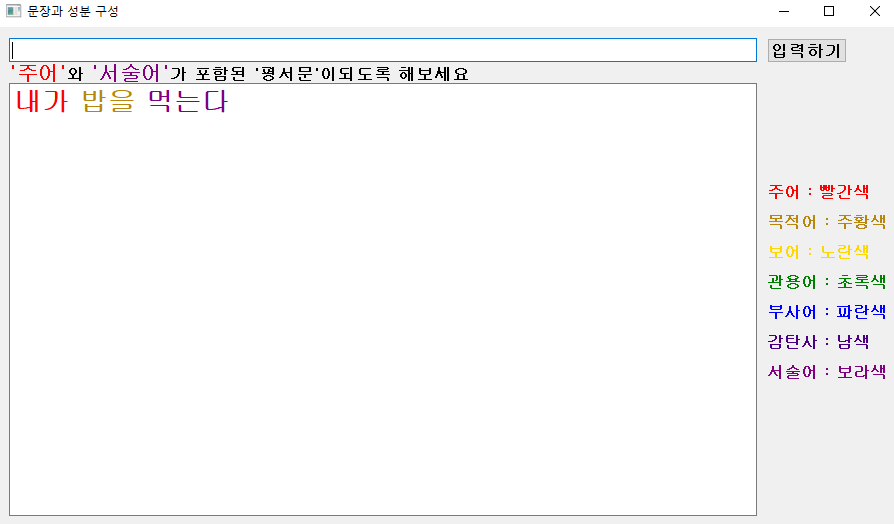 문장과 성분 구성
입력하기
'주어'와 '서술어'가 포함된 '평서문'이되도록 해보세요
내가 밥을 먹는다
주어 : 빨간색
목적어 : 주황색
보어 : 노란색
관용어 : 초록색
부사어 : 파란색
감탄사 : 남색
서술어 : 보라색